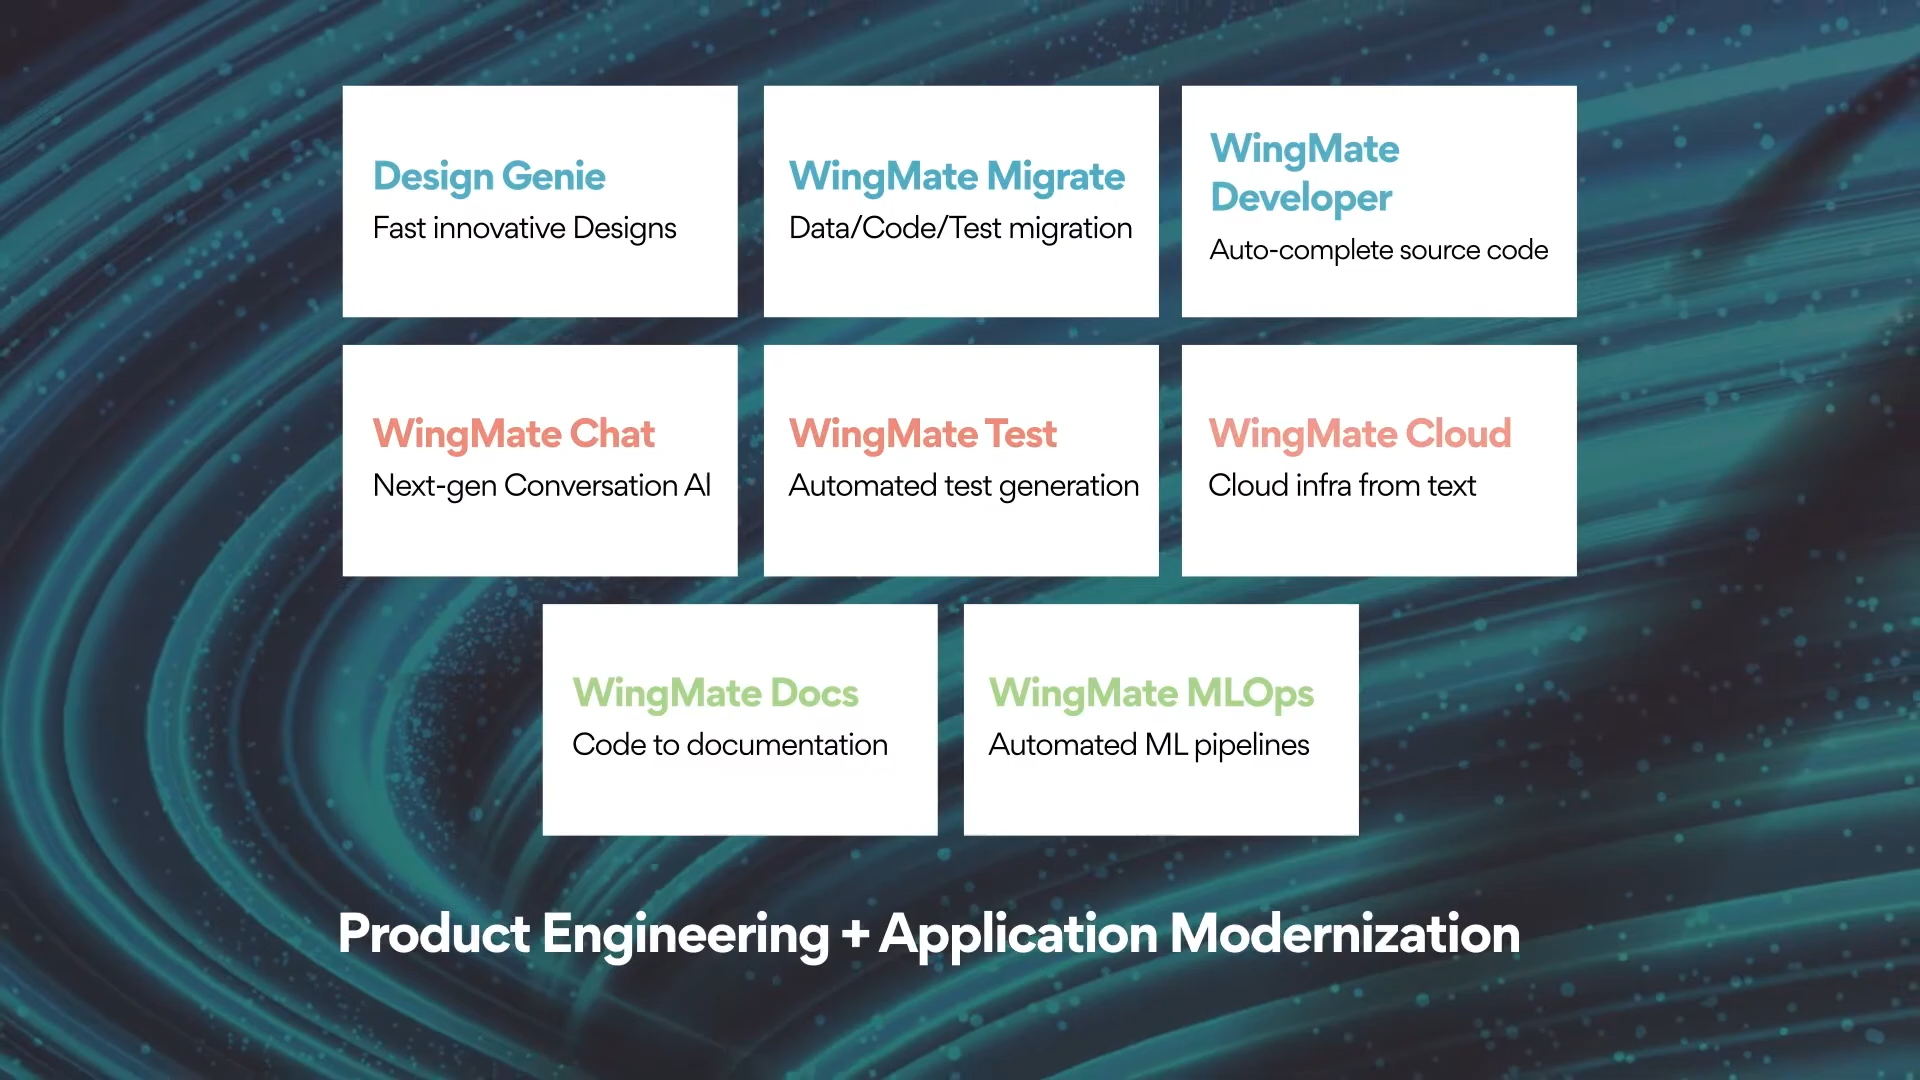 Design Genie
Fast innovative Designs
WingMate Migrate
Data/Code/Test migration
WingMate
Developer
Auto-complete source code
WingMate Chat
Next-gen Conversation AI
WingMate Test
Automated test generation
WingMate Cloud
Cloud infra from text
WingMate Docs
Code to documentation
WingMate MLOps
Automated ML pipelines
Product Engineering + Application Modernization